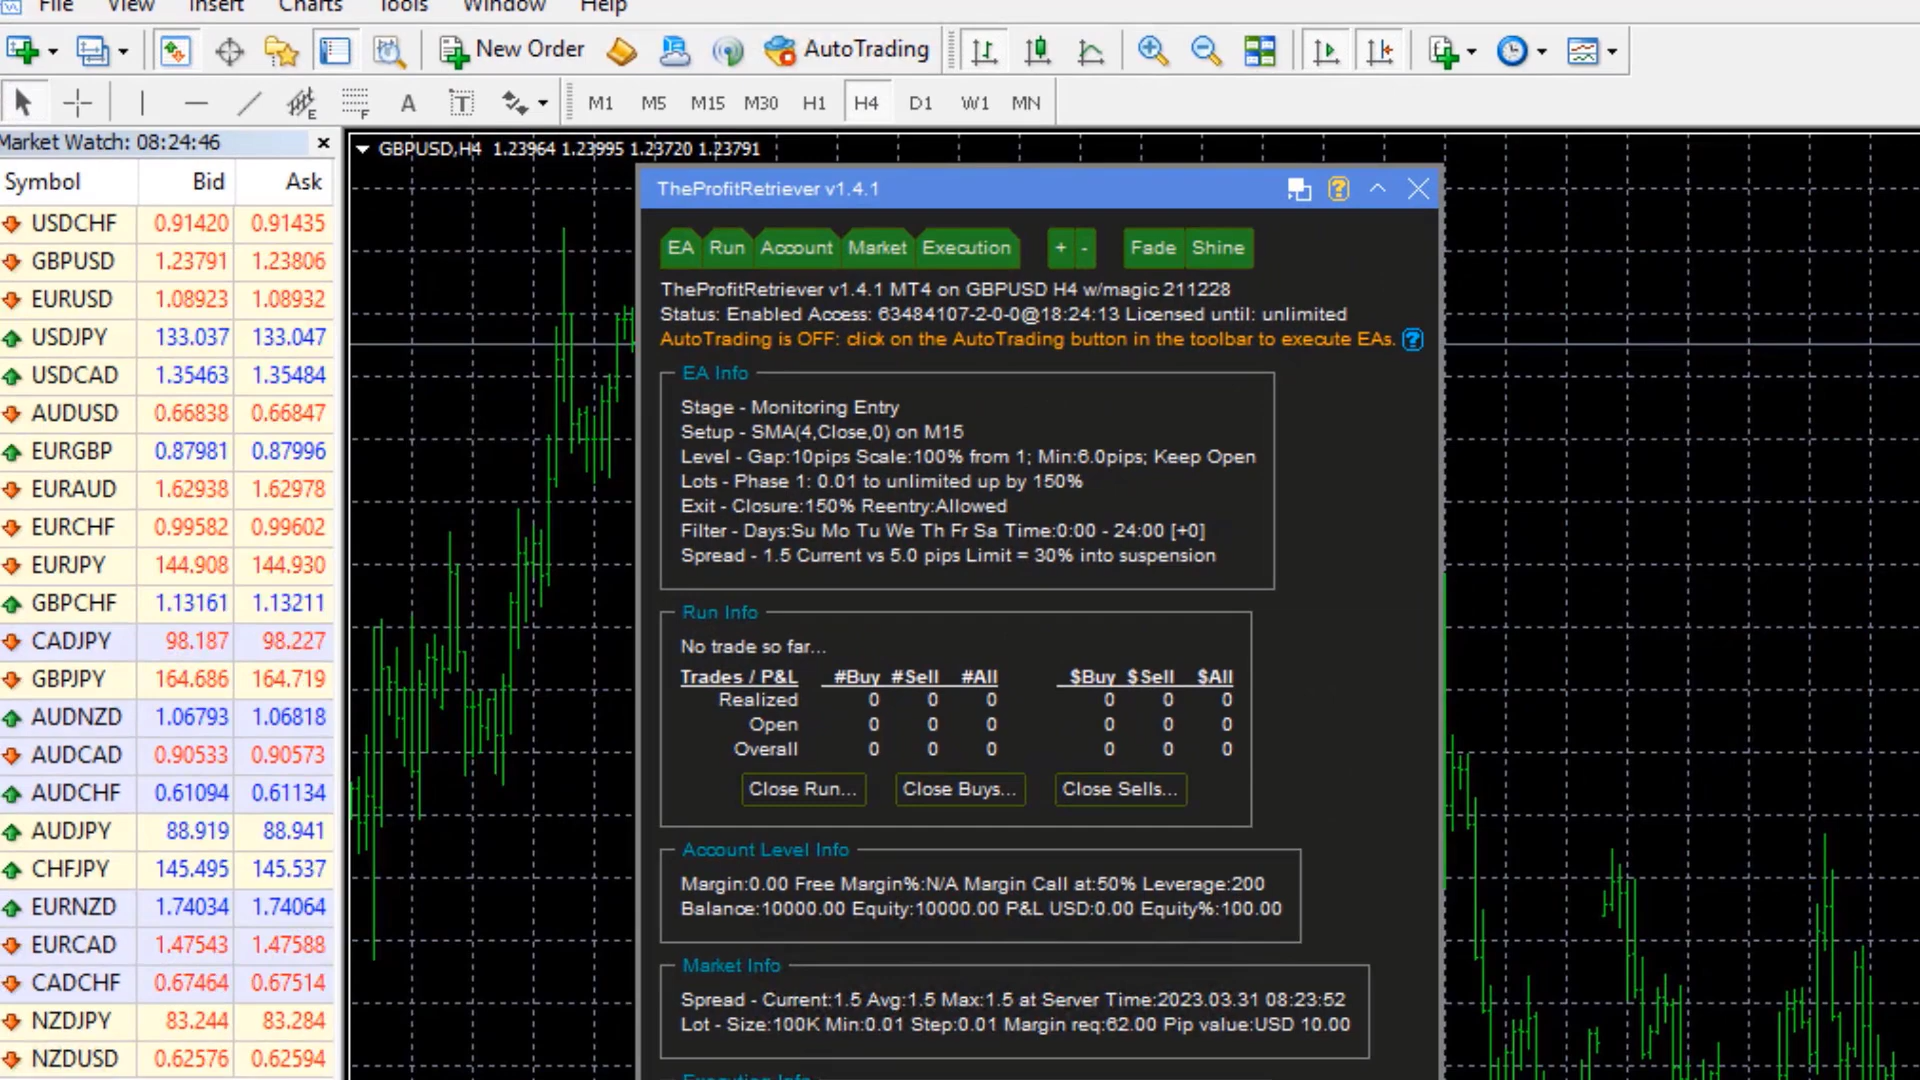 File View Insert Charts Tools Window Help
New Order AutoTrading
A T E F M1 M5 M15 M30 H1 H4 D1 W1 MN
Market Watch: 08:24:46
Symbol Bid Ask
USDCHF 0.91420 0.91435
GBPUSD 1.23791 1.23806
EURUSD 1.08923 1.08932
USDJPY 133.037 133.047
USDCAD 1.35463 1.35484
AUDUSD 0.66838 0.66847
EURGBP 0.87981 0.87996
EURAUD 1.62938 1.62978
EURCHF 0.99582 0.99602
EURJPY 144.908 144.930
GBPCHF 1.13161 1.13211
CADJPY 98.187 98.227
GBPJPY 164.686 164.719
AUDNZD 1.06793 1.06818
AUDCAD 0.90533 0.90573
AUDCHF 0.61094 0.61134
AUDJPY 88.919 88.941
CHFJPY 145.495 145.537
EURNZD 1.74034 1.74064
EURCAD 1.47543 1.47588
CADCHF 0.67464 0.67514
NZDJPY 83.244 83.284
NZDUSD 0.62576 0.62594
GBPUSD,H4 1.23964 1.23995 1.23720 1.23791
TheProfitRetriever v1.4.1
EA Run Account Market Execution + - Fade Shine
TheProfitRetriever v1.4.1 MT4 on GBPUSD H4 w/magic 211228
Status: Enabled Access: 63484107-2-0-0@18:24:13 Licensed until: unlimited
AutoTrading is OFF: click on the AutoTrading button in the toolbar to execute EAs. ?
EA Info
Stage - Monitoring Entry
Setup - SMA(4,Close,0) on M15
Level - Gap:10pips Scale:100% from 1; Min:6.0pips; Keep Open
Lots - Phase 1: 0.01 to unlimited up by 150%
Exit - Closure:150% Reentry:Allowed
Filter - Days:Su Mo Tu We Th Fr Sa Time:0:00 - 24:00 [+0]
Spread - 1.5 Current vs 5.0 pips Limit = 30% into suspension
Run Info
No trade so far...
Trades / P&L #Buy #Sell #All $Buy $Sell $All
Realized 0 0 0 0 0 0
Open 0 0 0 0 0 0
Overall 0 0 0 0 0 0
Close Run... Close Buys... Close Sells...
Account Level Info
Margin:0.00 Free Margin%:N/A Margin Call at:50% Leverage:200
Balance:10000.00 Equity:10000.00 P&L USD:0.00 Equity%:100.00
Market Info
Spread - Current:1.5 Avg:1.5 Max:1.5 at Server Time:2023.03.31 08:23:52
Lot - Size:100K Min:0.01 Step:0.01 Margin req:62.00 Pip value:USD 10.00
Execution Info